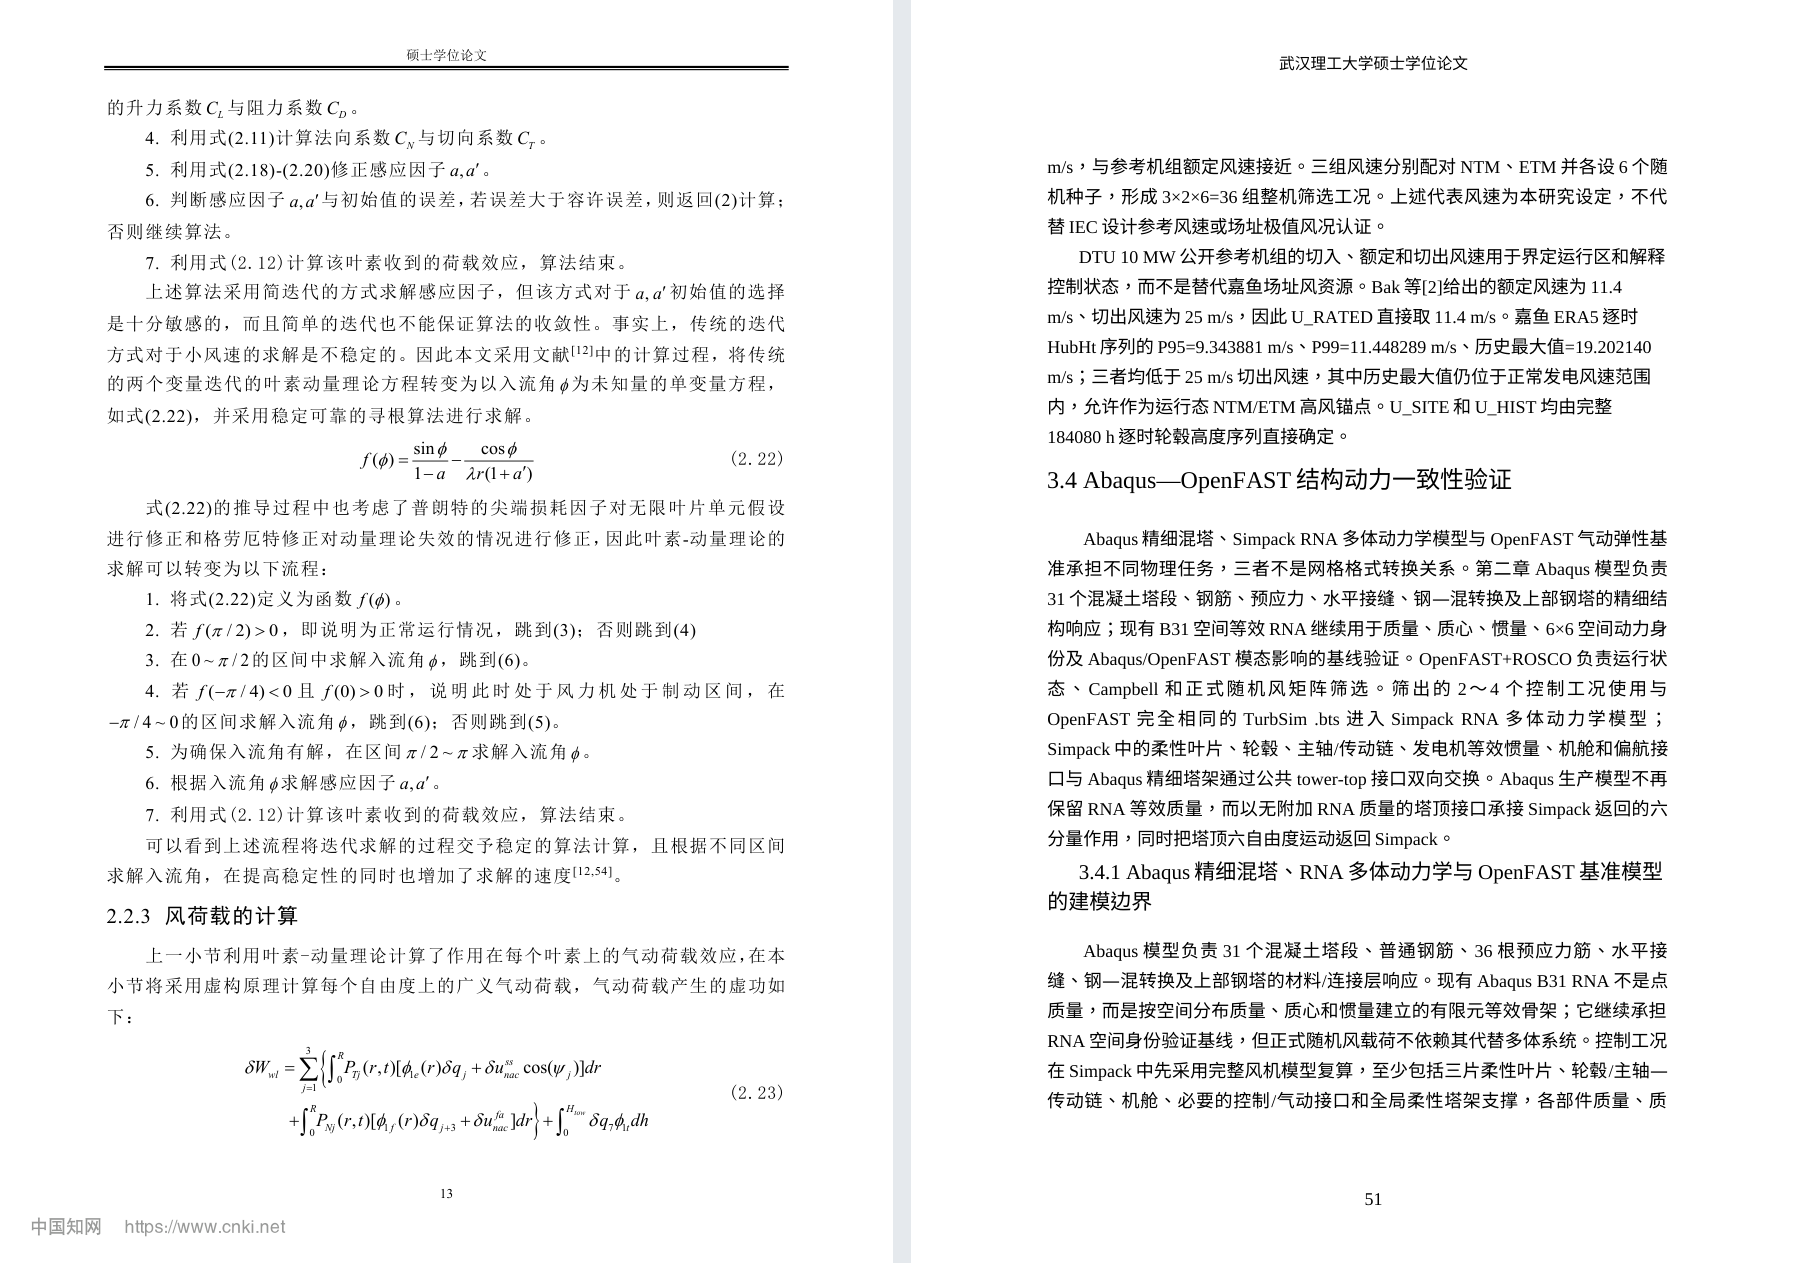 硕士学位论文
的升力系数 C_L 与阻力系数 C_D 。
4. 利用式(2.11)计算法向系数 C_N 与切向系数 C_T 。
5. 利用式(2.18)-(2.20)修正感应因子 a,a′ 。
6. 判断感应因子 a,a′ 与初始值的误差,若误差大于容许误差,则返回(2)计算;
否则继续算法。
7. 利用式(2.12)计算该叶素收到的荷载效应，算法结束。
上述算法采用简迭代的方式求解感应因子，但该方式对于 a, a′ 初始值的选择
是十分敏感的，而且简单的迭代也不能保证算法的收敛性。事实上，传统的迭代
方式对于小风速的求解是不稳定的。因此本文采用文献[12]中的计算过程，将传统
的两个变量迭代的叶素动量理论方程转变为以入流角 ϕ 为未知量的单变量方程，
如式(2.22)，并采用稳定可靠的寻根算法进行求解。
f(ϕ) = sinϕ/(1−a) − cosϕ/(λr(1+a′)) (2.22)
式(2.22)的推导过程中也考虑了普朗特的尖端损耗因子对无限叶片单元假设
进行修正和格劳厄特修正对动量理论失效的情况进行修正,因此叶素-动量理论的
求解可以转变为以下流程:
1. 将式(2.22)定义为函数 f(ϕ) 。
2. 若 f(π/2)>0，即说明为正常运行情况，跳到(3)；否则跳到(4)
3. 在 0~π/2 的区间中求解入流角 ϕ，跳到(6)。
4. 若 f(−π/4)<0 且 f(0)>0 时，说明此时处于风力机处于制动区间，在
−π/4~0 的区间求解入流角 ϕ，跳到(6)；否则跳到(5)。
5. 为确保入流角有解，在区间 π/2~π 求解入流角 ϕ。
6. 根据入流角 ϕ 求解感应因子 a,a′ 。
7. 利用式(2.12)计算该叶素收到的荷载效应，算法结束。
可以看到上述流程将迭代求解的过程交予稳定的算法计算，且根据不同区间
求解入流角，在提高稳定性的同时也增加了求解的速度[12,54]。
2.2.3 风荷载的计算
上一小节利用叶素-动量理论计算了作用在每个叶素上的气动荷载效应,在本
小节将采用虚构原理计算每个自由度上的广义气动荷载，气动荷载产生的虚功如
下:
δW_wl = ∑_{j=1}^{3} { ∫_0^R P_Tj(r,t)[ϕ_1e(r)δq_j + δu_nac^ss cos(ψ_j)]dr
+ ∫_0^R P_Nj(r,t)[ϕ_1f(r)δq_{j+3} + δu_nac^fa]dr } + ∫_0^{H_tow} δq_7ϕ_1t dh (2.23)
13
中国知网 https://www.cnki.net
武汉理工大学硕士学位论文
m/s，与参考机组额定风速接近。三组风速分别配对 NTM、ETM 并各设 6 个随
机种子，形成 3×2×6=36 组整机筛选工况。上述代表风速为本研究设定，不代
替 IEC 设计参考风速或场址极值风况认证。
DTU 10 MW 公开参考机组的切入、额定和切出风速用于界定运行区和解释
控制状态，而不是替代嘉鱼场址风资源。Bak 等[2]给出的额定风速为 11.4
m/s、切出风速为 25 m/s，因此 U_RATED 直接取 11.4 m/s。嘉鱼 ERA5 逐时
HubHt 序列的 P95=9.343881 m/s、P99=11.448289 m/s、历史最大值=19.202140
m/s；三者均低于 25 m/s 切出风速，其中历史最大值仍位于正常发电风速范围
内，允许作为运行态 NTM/ETM 高风锚点。U_SITE 和 U_HIST 均由完整
184080 h 逐时轮毂高度序列直接确定。
3.4 Abaqus—OpenFAST 结构动力一致性验证
Abaqus 精细混塔、Simpack RNA 多体动力学模型与 OpenFAST 气动弹性基
准承担不同物理任务，三者不是网格格式转换关系。第二章 Abaqus 模型负责
31 个混凝土塔段、钢筋、预应力、水平接缝、钢—混转换及上部钢塔的精细结
构响应；现有 B31 空间等效 RNA 继续用于质量、质心、惯量、6×6 空间动力身
份及 Abaqus/OpenFAST 模态影响的基线验证。OpenFAST+ROSCO 负责运行状
态、Campbell 和正式随机风矩阵筛选。筛出的 2～4 个控制工况使用与
OpenFAST 完全相同的 TurbSim .bts 进入 Simpack RNA 多体动力学模型；
Simpack 中的柔性叶片、轮毂、主轴/传动链、发电机等效惯量、机舱和偏航接
口与 Abaqus 精细塔架通过公共 tower-top 接口双向交换。Abaqus 生产模型不再
保留 RNA 等效质量，而以无附加 RNA 质量的塔顶接口承接 Simpack 返回的六
分量作用，同时把塔顶六自由度运动返回 Simpack。
3.4.1 Abaqus 精细混塔、RNA 多体动力学与 OpenFAST 基准模型
的建模边界
Abaqus 模型负责 31 个混凝土塔段、普通钢筋、36 根预应力筋、水平接
缝、钢—混转换及上部钢塔的材料/连接层响应。现有 Abaqus B31 RNA 不是点
质量，而是按空间分布质量、质心和惯量建立的有限元等效骨架；它继续承担
RNA 空间身份验证基线，但正式随机风载荷不依赖其代替多体系统。控制工况
在 Simpack 中先采用完整风机模型复算，至少包括三片柔性叶片、轮毂/主轴—
传动链、机舱、必要的控制/气动接口和全局柔性塔架支撑，各部件质量、质
51